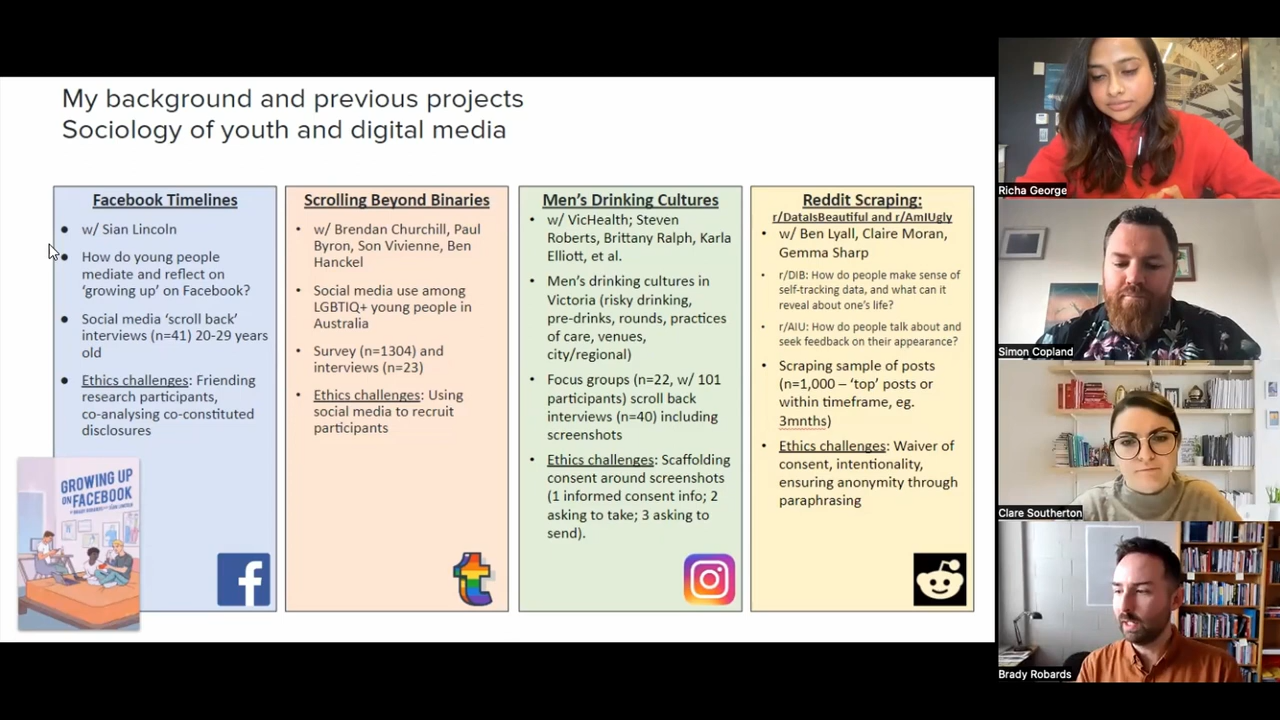 My background and previous projects
Sociology of youth and digital media
Facebook Timelines
● w/ Sian Lincoln
● How do young people
mediate and reflect on
‘growing up’ on Facebook?
● Social media ‘scroll back’
interviews (n=41) 20-29 years
old
● Ethics challenges: Friending
research participants,
co-analysing co-constituted
disclosures
GROWING UP
ON FACEBOOK
Scrolling Beyond Binaries
• w/ Brendan Churchill, Paul
Byron, Son Vivienne, Ben
Hanckel
• Social media use among
LGBTIQ+ young people in
Australia
• Survey (n=1304) and
interviews (n=23)
• Ethics challenges: Using
social media to recruit
participants
Men’s Drinking Cultures
• w/ VicHealth; Steven
Roberts, Brittany Ralph, Karla
Elliott, et al.
• Men’s drinking cultures in
Victoria (risky drinking,
pre-drinks, rounds, practices
of care, venues,
city/regional)
• Focus groups (n=22, w/ 101
participants) scroll back
interviews (n=40) including
screenshots
• Ethics challenges: Scaffolding
consent around screenshots
(1 informed consent info; 2
asking to take; 3 asking to
send).
Reddit Scraping:
r/DataIsBeautiful and r/AmIUgly
• w/ Ben Lyall, Claire Moran,
Gemma Sharp
• r/DIB: How do people make sense of
self-tracking data, and what can it
reveal about one’s life?
• r/AIU: How do people talk about and
seek feedback on their appearance?
• Scraping sample of posts
(n=1,000 – ‘top’ posts or
within timeframe, eg.
3mnths)
• Ethics challenges: Waiver of
consent, intentionality,
ensuring anonymity through
paraphrasing
Richa George
Simon Copland
Clare Southerton
Brady Robards